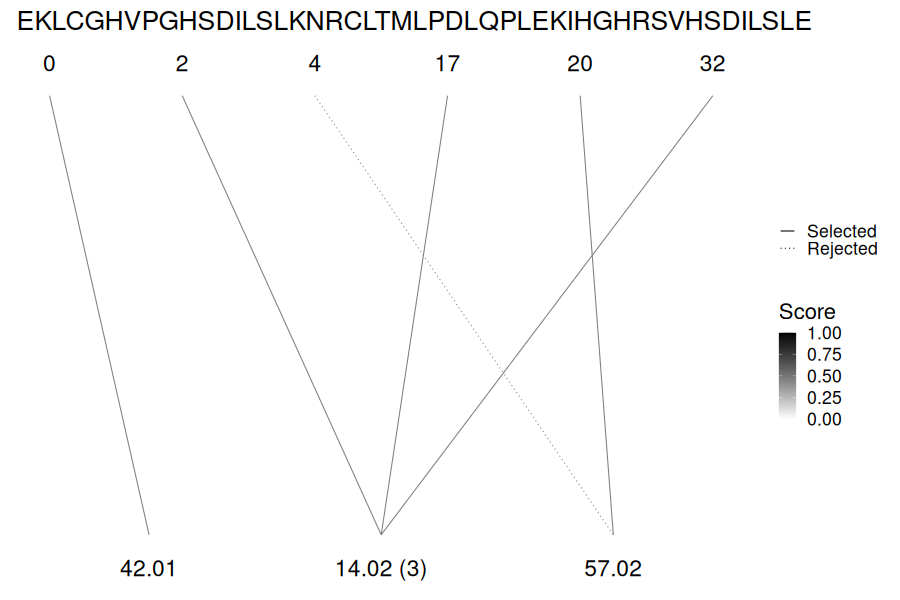 EKLCGHVPGHSDILSLKNRCLTMLPDLQPLEKIHGHRSVHSDILSLE
0 2 4 17 20 32
Selected
Rejected
Score
1.00
0.75
0.50
0.25
0.00
42.01 14.02 (3) 57.02